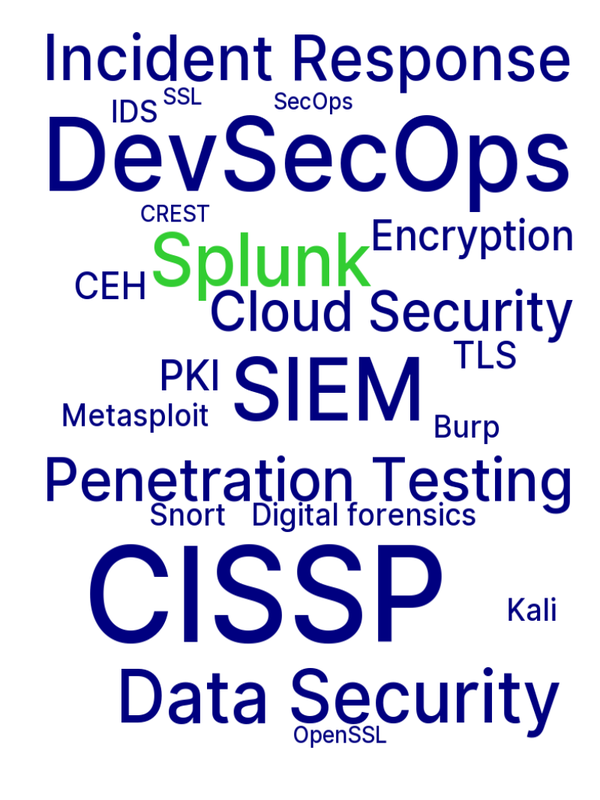 Incident Response
IDS SSL SecOps
DevSecOps
CREST
Splunk Encryption
CEH
Cloud Security
TLS
PKI SIEM
Metasploit Burp
Penetration Testing
Snort Digital forensics
CISSP
Kali
Data Security
OpenSSL